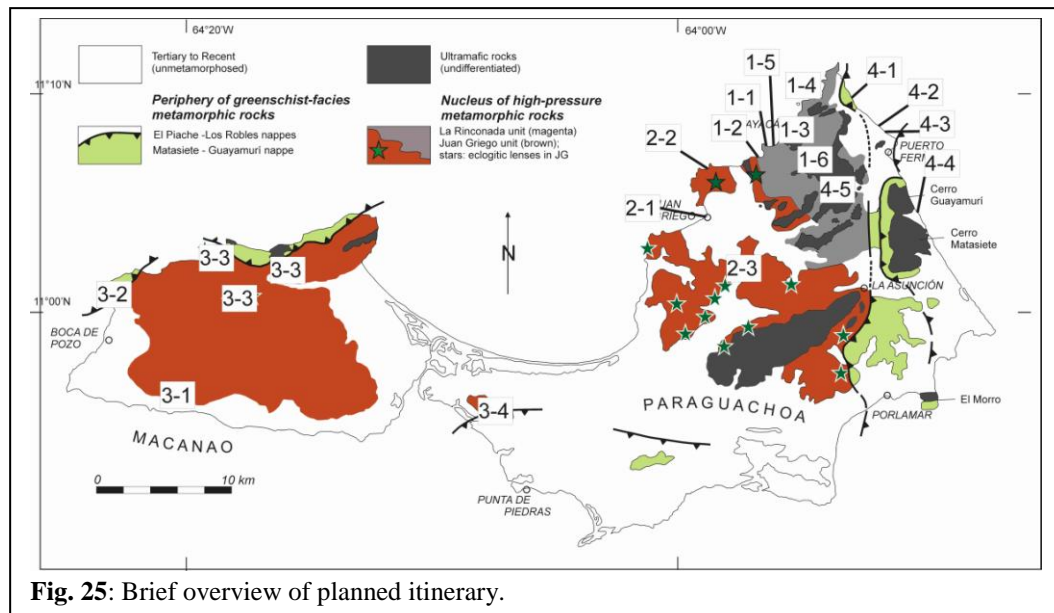 64°20'W
64°00'W
11°10'N
11°00'N
Tertiary to Recent
(unmetamorphosed)
Ultramafic rocks
(undifferentiated)
Periphery of greenschist-facies
metamorphic rocks
El Piache -Los Robles nappes
Matasiete - Guayamurí nappe
Nucleus of high-pressure
metamorphic rocks
La Rinconada unit (magenta)
Juan Griego unit (brown);
stars: eclogitic lenses in JG
1-5
1-4
4-1
1-1
4-2
1-2
1-3
4-3
2-2
PUERTO
1-6
4-4
4-5
Cerro
Guayamurí
2-1
N
Cerro
Matasiete
3-3
3-3
3-3
2-3
LA ASUNCIÓN
3-2
BOCA DE
POZO
3-1
3-4
El Morro
PARAGUACHOA
PORLAMAR
MACANAO
0
10 km
PUNTA DE
PIEDRAS
Fig. 25: Brief overview of planned itinerary.